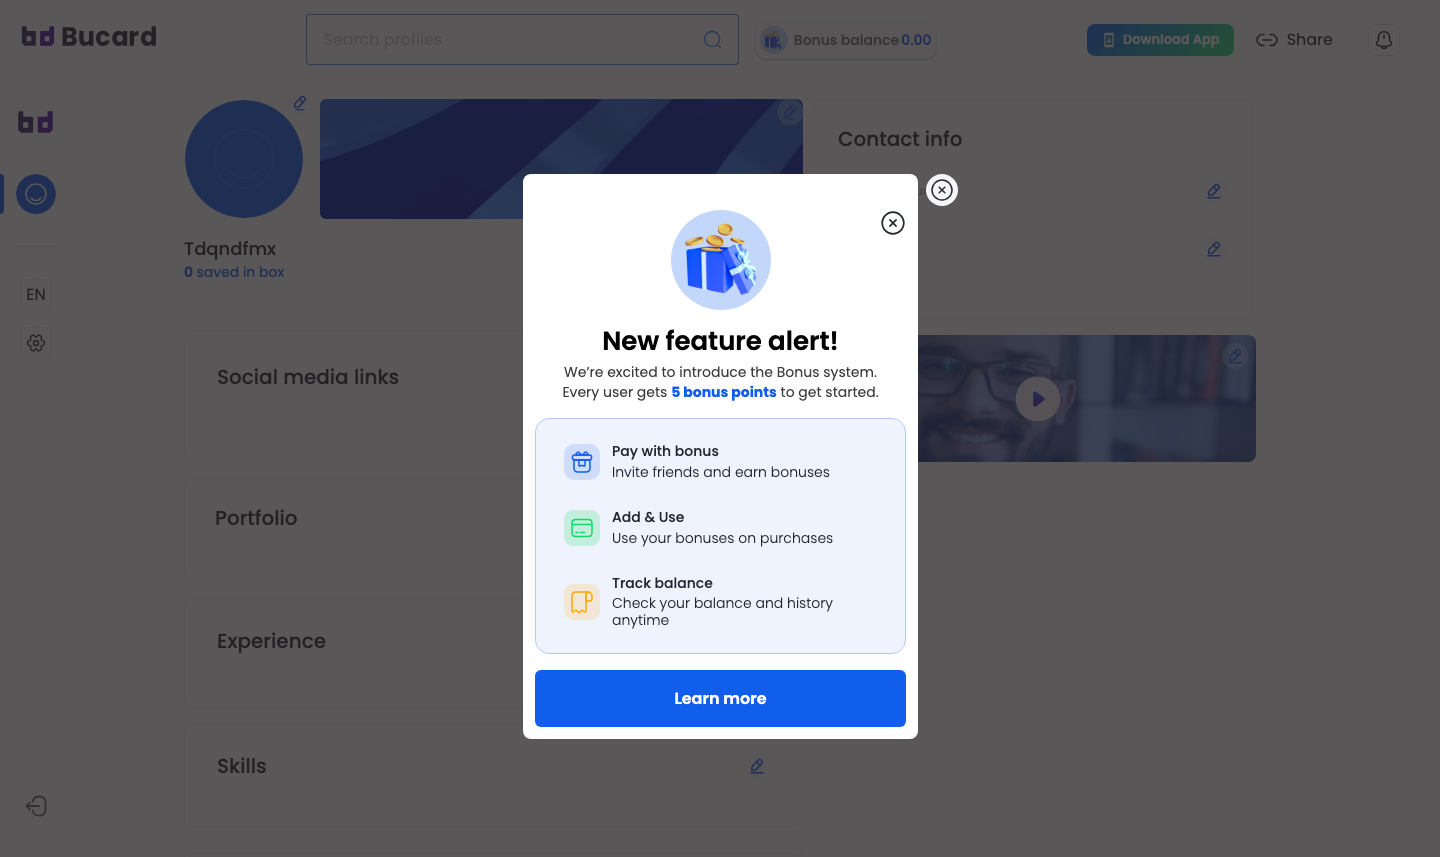 bd Bucard
Search profiles
Bonus balance 0.00
Download App
Share
bd
Contact info
Tdqndfmx
0 saved in box
EN
Social media links
Portfolio
Experience
Skills
New feature alert!
We’re excited to introduce the Bonus system.
Every user gets 5 bonus points to get started.
Pay with bonus
Invite friends and earn bonuses
Add & Use
Use your bonuses on purchases
Track balance
Check your balance and history
anytime
Learn more